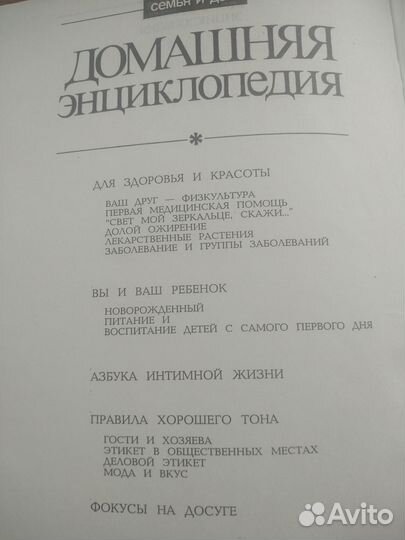 СЕМЬЯ И
ДОМАШНЯЯ
ЭНЦИКЛОПЕДИЯ
*
ДЛЯ ЗДОРОВЬЯ И КРАСОТЫ
ВАШ ДРУГ — ФИЗКУЛЬТУРА
ПЕРВАЯ МЕДИЦИНСКАЯ ПОМОЩЬ
"СВЕТ МОЙ ЗЕРКАЛЬЦЕ, СКАЖИ..."
ДОЛОЙ ОЖИРЕНИЕ
ЛЕКАРСТВЕННЫЕ РАСТЕНИЯ
ЗАБОЛЕВАНИЕ И ГРУППЫ ЗАБОЛЕВАНИЙ
ВЫ И ВАШ РЕБЕНОК
НОВОРОЖДЕННЫЙ
ПИТАНИЕ И
ВОСПИТАНИЕ ДЕТЕЙ С САМОГО ПЕРВОГО ДНЯ
АЗБУКА ИНТИМНОЙ ЖИЗНИ
ПРАВИЛА ХОРОШЕГО ТОНА
ГОСТИ И ХОЗЯЕВА
ЭТИКЕТ В ОБЩЕСТВЕННЫХ МЕСТАХ
ДЕЛОВОЙ ЭТИКЕТ
МОДА И ВКУС
ФОКУСЫ НА ДОСУГЕ
Avito